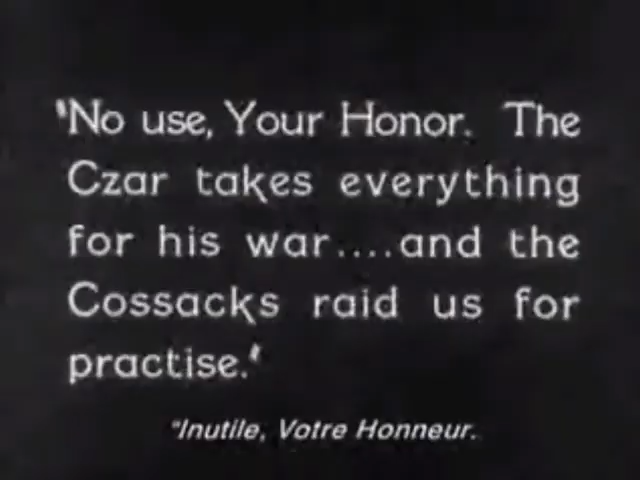 'No use, Your Honor. The
Czar takes everything
for his war....and the
Cossacks raid us for
practise.'
"Inutile, Votre Honneur.